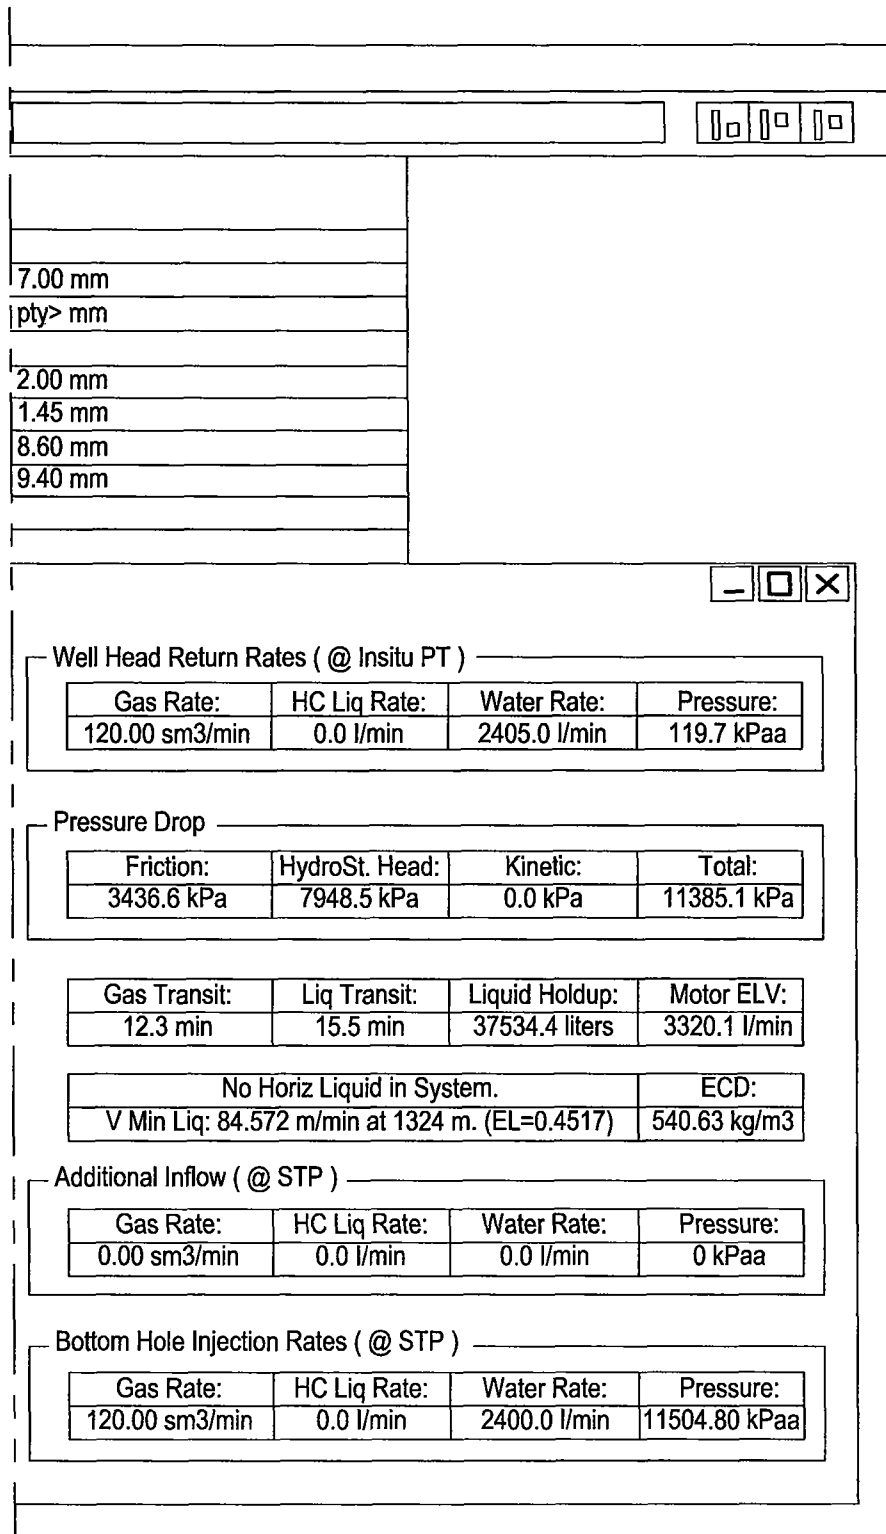 7.00 mm
pty> mm
2.00 mm
1.45 mm
8.60 mm
9.40 mm
Well Head Return Rates ( @ Insitu PT )
Gas Rate: HC Liq Rate: Water Rate: Pressure:
120.00 sm3/min 0.0 l/min 2405.0 l/min 119.7 kPaa
Pressure Drop
Friction: HydroSt. Head: Kinetic: Total:
3436.6 kPa 7948.5 kPa 0.0 kPa 11385.1 kPa
Gas Transit: Liq Transit: Liquid Holdup: Motor ELV:
12.3 min 15.5 min 37534.4 liters 3320.1 l/min
No Horiz Liquid in System. ECD:
V Min Liq: 84.572 m/min at 1324 m. (EL=0.4517) 540.63 kg/m3
Additional Inflow ( @ STP )
Gas Rate: HC Liq Rate: Water Rate: Pressure:
0.00 sm3/min 0.0 l/min 0.0 l/min 0 kPaa
Bottom Hole Injection Rates ( @ STP )
Gas Rate: HC Liq Rate: Water Rate: Pressure:
120.00 sm3/min 0.0 l/min 2400.0 l/min 11504.80 kPaa